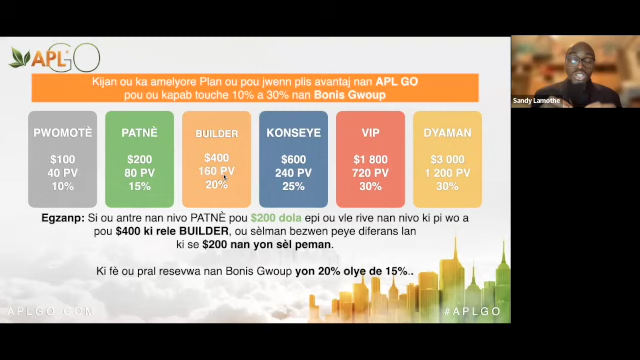 APLGO
Kijan ou ka amelyore Plan ou pou jwenn plis avantaj nan APL GO
pou ou kapab touche 10% a 30% nan Bonis Gwoup
PWOMOTÈ
$100
40 PV
10%
PATNÈ
$200
80 PV
15%
BUILDER
$400
160 PV
20%
KONSEYE
$600
240 PV
25%
VIP
$1 800
720 PV
30%
DYAMAN
$3 000
1 200 PV
30%
Egzanp: Si ou antre nan nivo PATNÈ pou $200 dola epi ou vle rive nan nivo ki pi wo a
pou $400 ki rele BUILDER, ou sèlman bezwen peye diferans lan
ki se $200 nan yon sèl peman.
Ki fè ou pral resevwa nan Bonis Gwoup yon 20% olye de 15%..
APLGO.COM
#APLGO
Sandy Lamothe